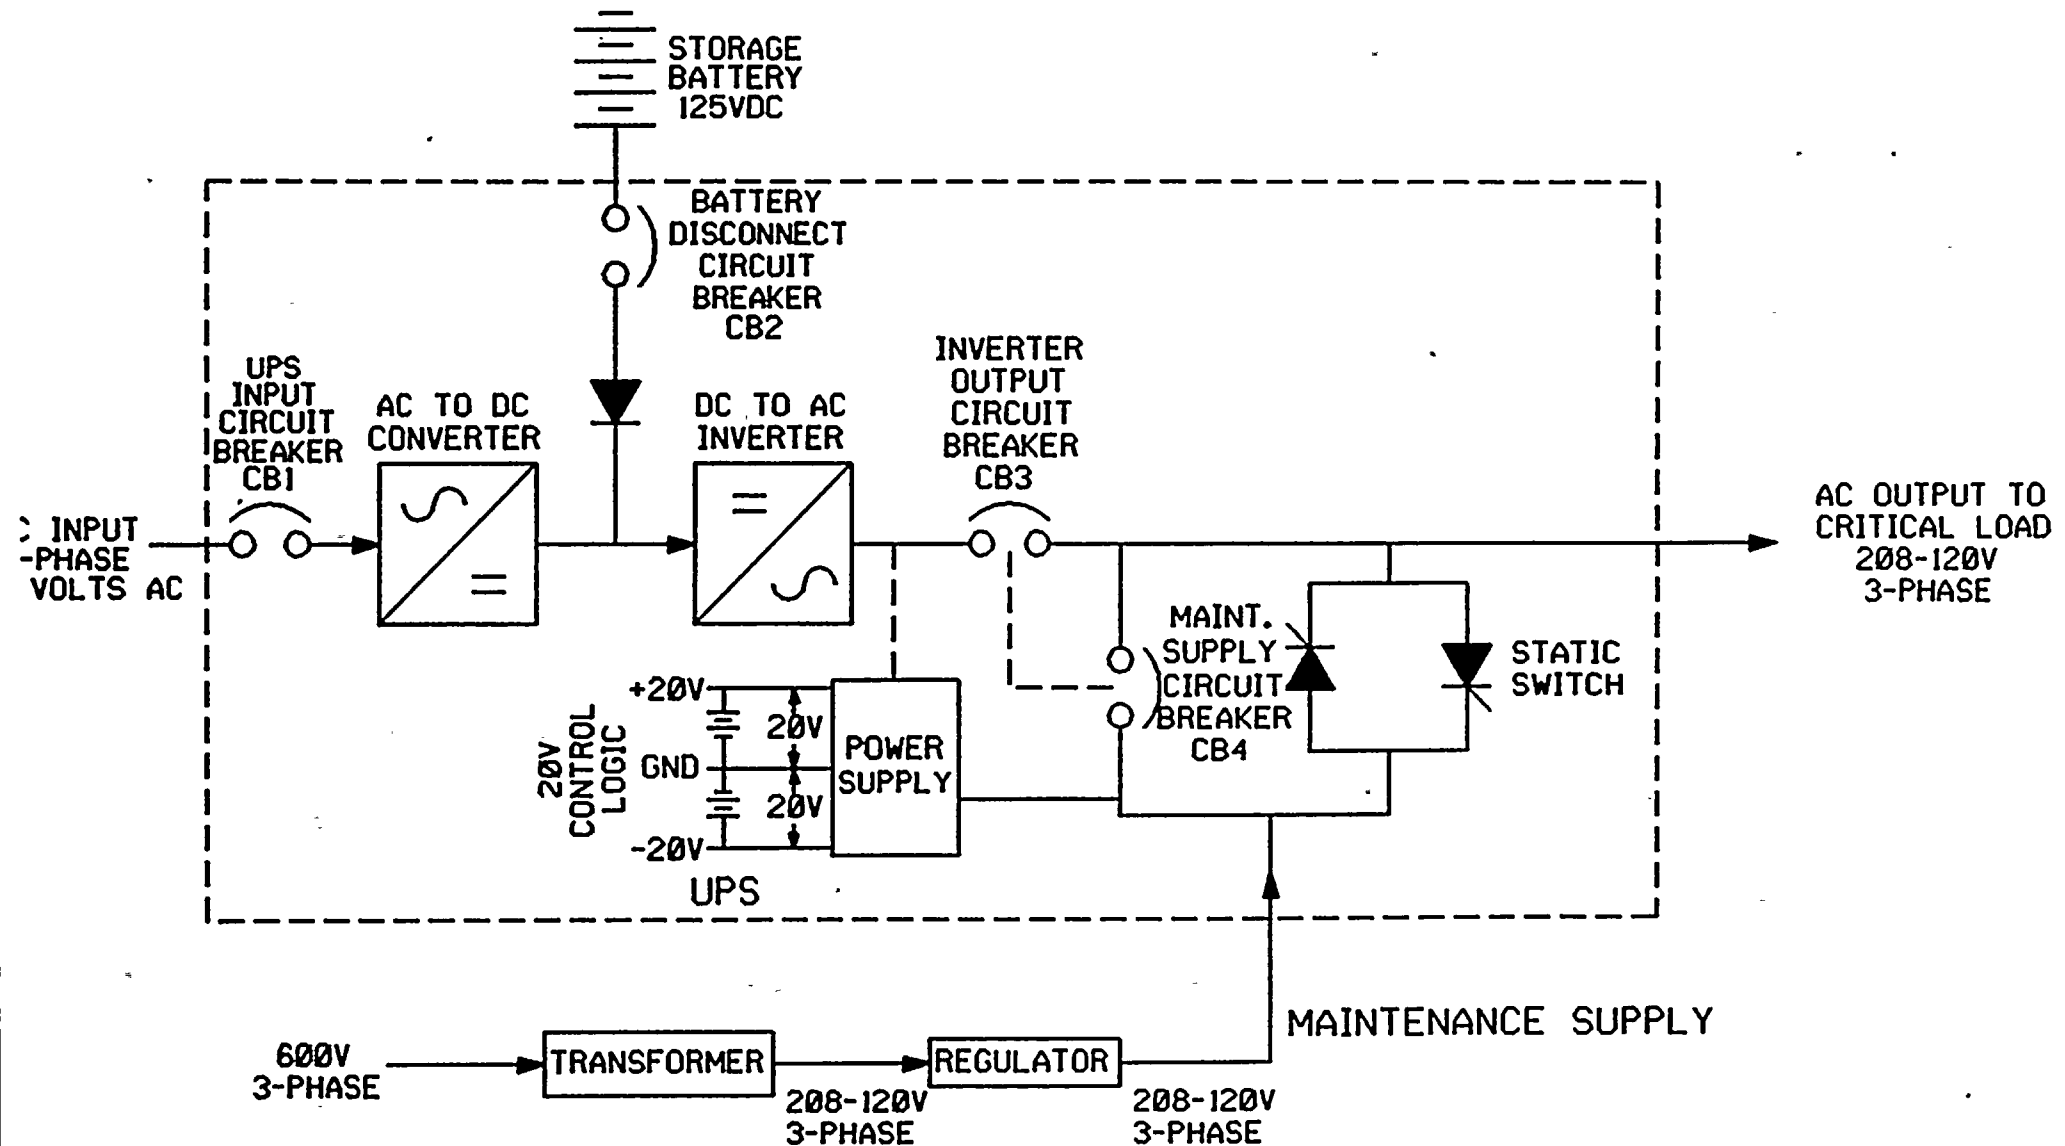 STORAGE
BATTERY
125VDC
BATTERY
DISCONNECT
CIRCUIT
BREAKER
CB2
UPS
INPUT
CIRCUIT
BREAKER
CB1
AC TO DC
CONVERTER
DC TO AC
INVERTER
INVERTER
OUTPUT
CIRCUIT
BREAKER
CB3
INPUT
-PHASE
VOLTS AC
AC OUTPUT TO
CRITICAL LOAD
208-120V
3-PHASE
MAINT.
SUPPLY
CIRCUIT
BREAKER
CB4
STATIC
SWITCH
20V
CONTROL
LOGIC
+20V
20V
GND
20V
-20V
POWER
SUPPLY
UPS
MAINTENANCE SUPPLY
600V
3-PHASE
TRANSFORMER
208-120V
3-PHASE
REGULATOR
208-120V
3-PHASE